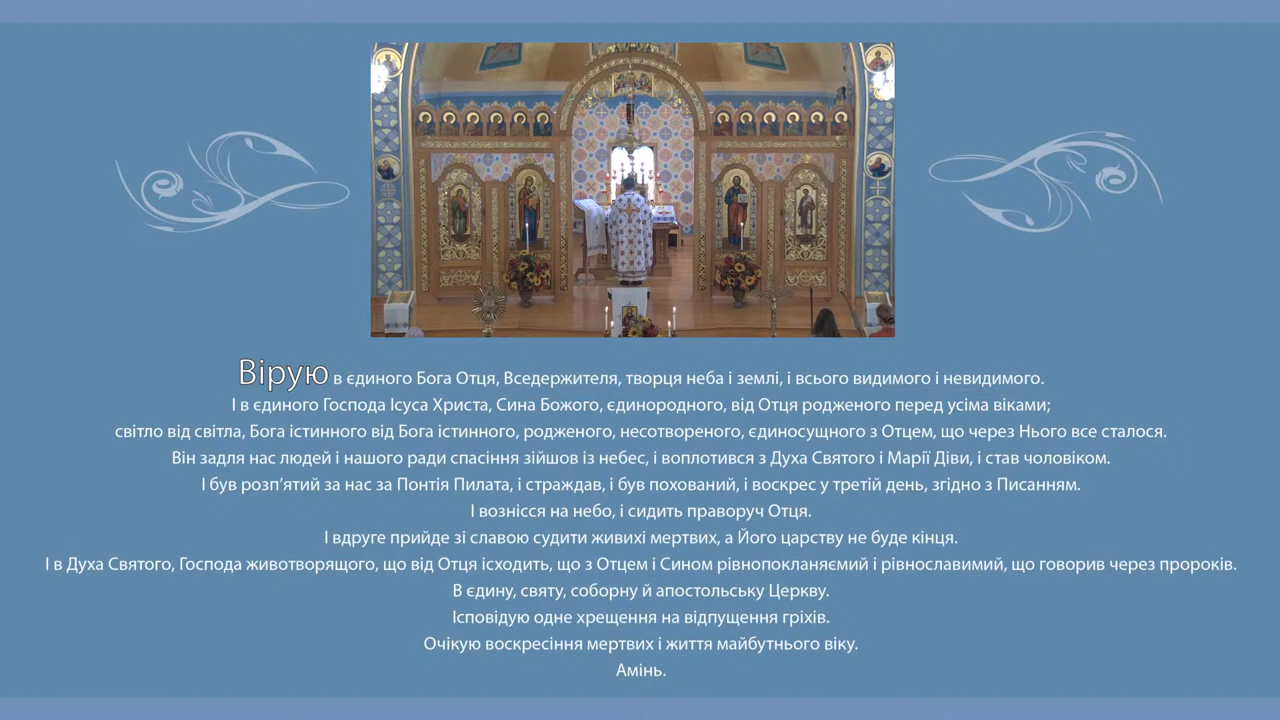 Вірую в єдиного Бога Отця, Вседержителя, творця неба і землі, і всього видимого і невидимого.
І в єдиного Господа Ісуса Христа, Сина Божого, єдинородного, від Отця родженого перед усіма віками;
світло від світла, Бога істинного від Бога істинного, родженого, несотвореного, єдиносущного з Отцем, що через Нього все сталося.
Він задля нас людей і нашого ради спасіння зійшов із небес, і воплотився з Духа Святого і Марії Діви, і став чоловіком.
І був розп’ятий за нас за Понтія Пилата, і страждав, і був похований, і воскрес у третій день, згідно з Писанням.
І вознісся на небо, і сидить праворуч Отця.
І вдруге прийде зі славою судити живихі мертвих, а Його царству не буде кінця.
І в Духа Святого, Господа животворящого, що від Отця ісходить, що з Отцем і Сином рівнопокланяємий і рівнославимий, що говорив через пророків.
В єдину, святу, соборну й апостольську Церкву.
Ісповідую одне хрещення на відпущення гріхів.
Очікую воскресіння мертвих і життя майбутнього віку.
Амінь.